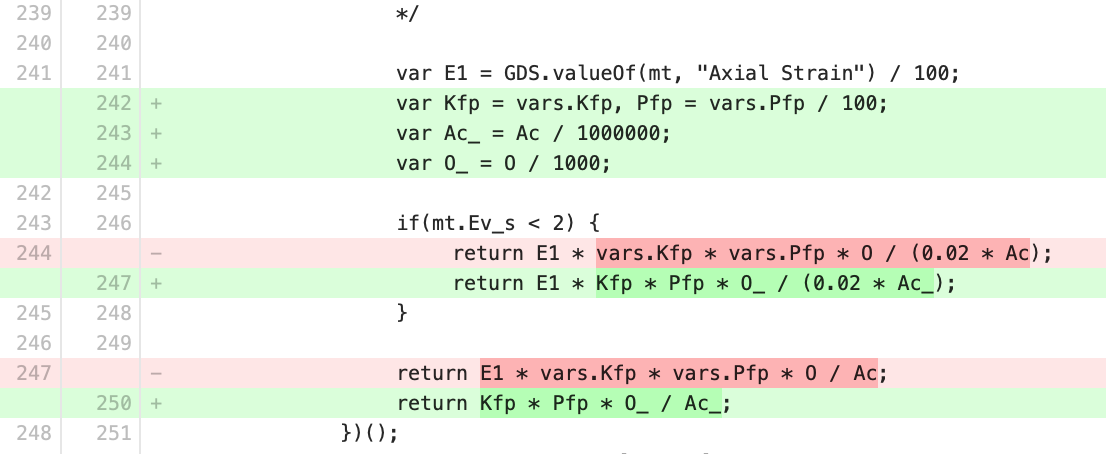 239 239 */
240 240
241 241 var E1 = GDS.valueOf(mt, "Axial Strain") / 100;
242 + var Kfp = vars.Kfp, Pfp = vars.Pfp / 100;
243 + var Ac_ = Ac / 1000000;
244 + var O_ = O / 1000;
242 245
243 246 if(mt.Ev_s < 2) {
244 - return E1 * vars.Kfp * vars.Pfp * O / (0.02 * Ac);
247 + return E1 * Kfp * Pfp * O_ / (0.02 * Ac_);
245 248 }
246 249
247 - return E1 * vars.Kfp * vars.Pfp * O / Ac;
250 + return Kfp * Pfp * O_ / Ac_;
248 251 })();